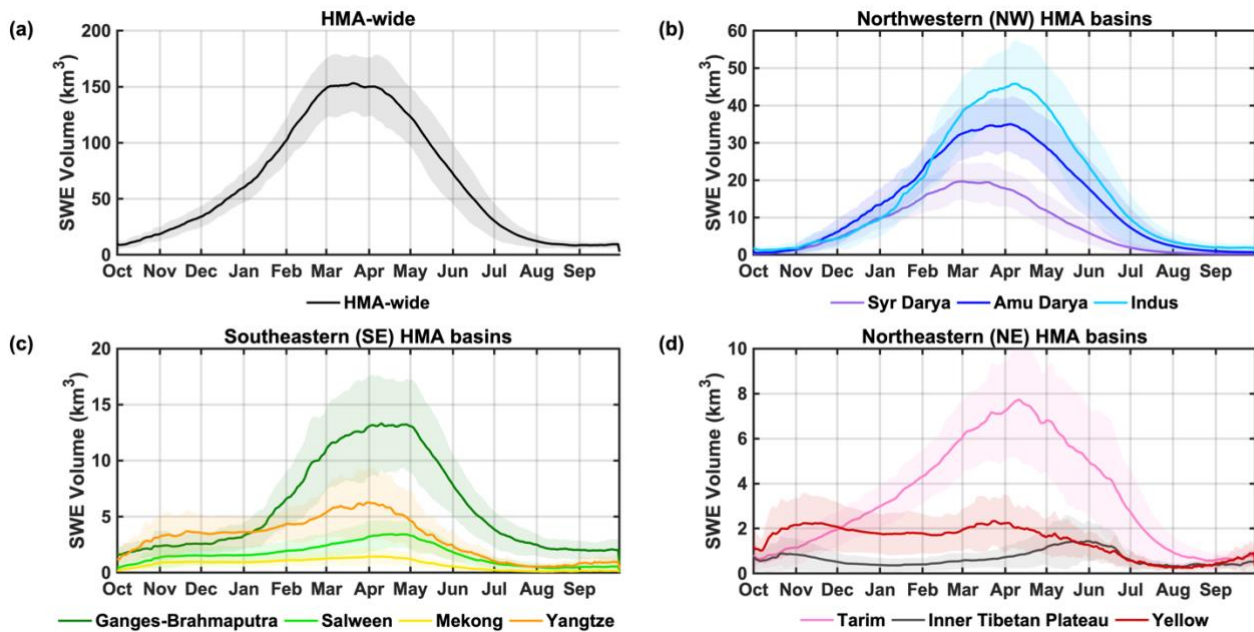 HMA-wide
(a)
200
150
100
50
0
SWE Volume (km³)
Oct Nov Dec Jan Feb Mar Apr May Jun Jul Aug Sep
HMA-wide
Northwestern (NW) HMA basins
(b)
60
50
40
30
20
10
0
SWE Volume (km³)
Oct Nov Dec Jan Feb Mar Apr May Jun Jul Aug Sep
Syr Darya Amu Darya Indus
Southeastern (SE) HMA basins
(c)
20
15
10
5
0
SWE Volume (km³)
Oct Nov Dec Jan Feb Mar Apr May Jun Jul Aug Sep
Ganges-Brahmaputra Salween Mekong Yangtze
Northeastern (NE) HMA basins
(d)
10
8
6
4
2
0
SWE Volume (km³)
Oct Nov Dec Jan Feb Mar Apr May Jun Jul Aug Sep
Tarim Inner Tibetan Plateau Yellow